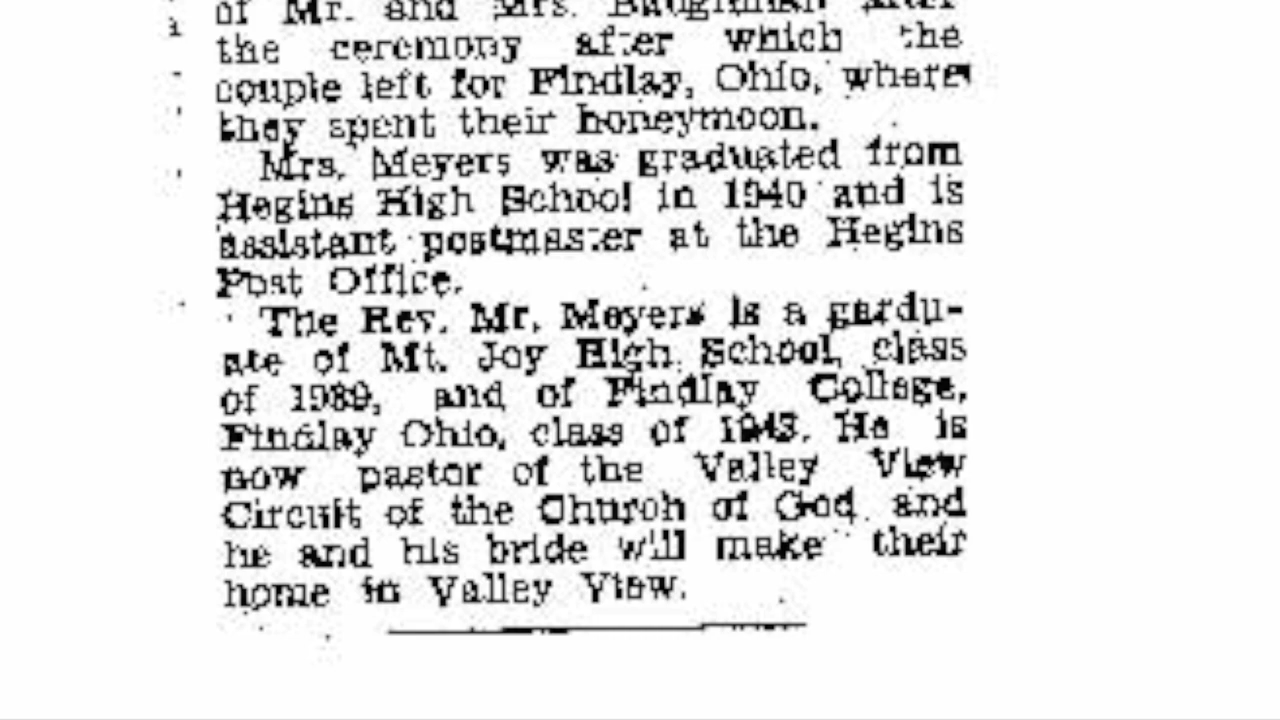 of Mr. and Mrs. Baughman after
the ceremony after which the
couple left for Findlay, Ohio, where
they spent their honeymoon.
Mrs. Meyers was graduated from
Hegins High School in 1940 and is
assistant postmaster at the Hegins
Post Office.
The Rev. Mr. Meyers is a gardu-
ate of Mt. Joy High School, class
of 1939, and of Findlay College,
Findlay Ohio, class of 1943. He is
now pastor of the Valley View
Circuit of the Church of God and
he and his bride will make their
home in Valley View.